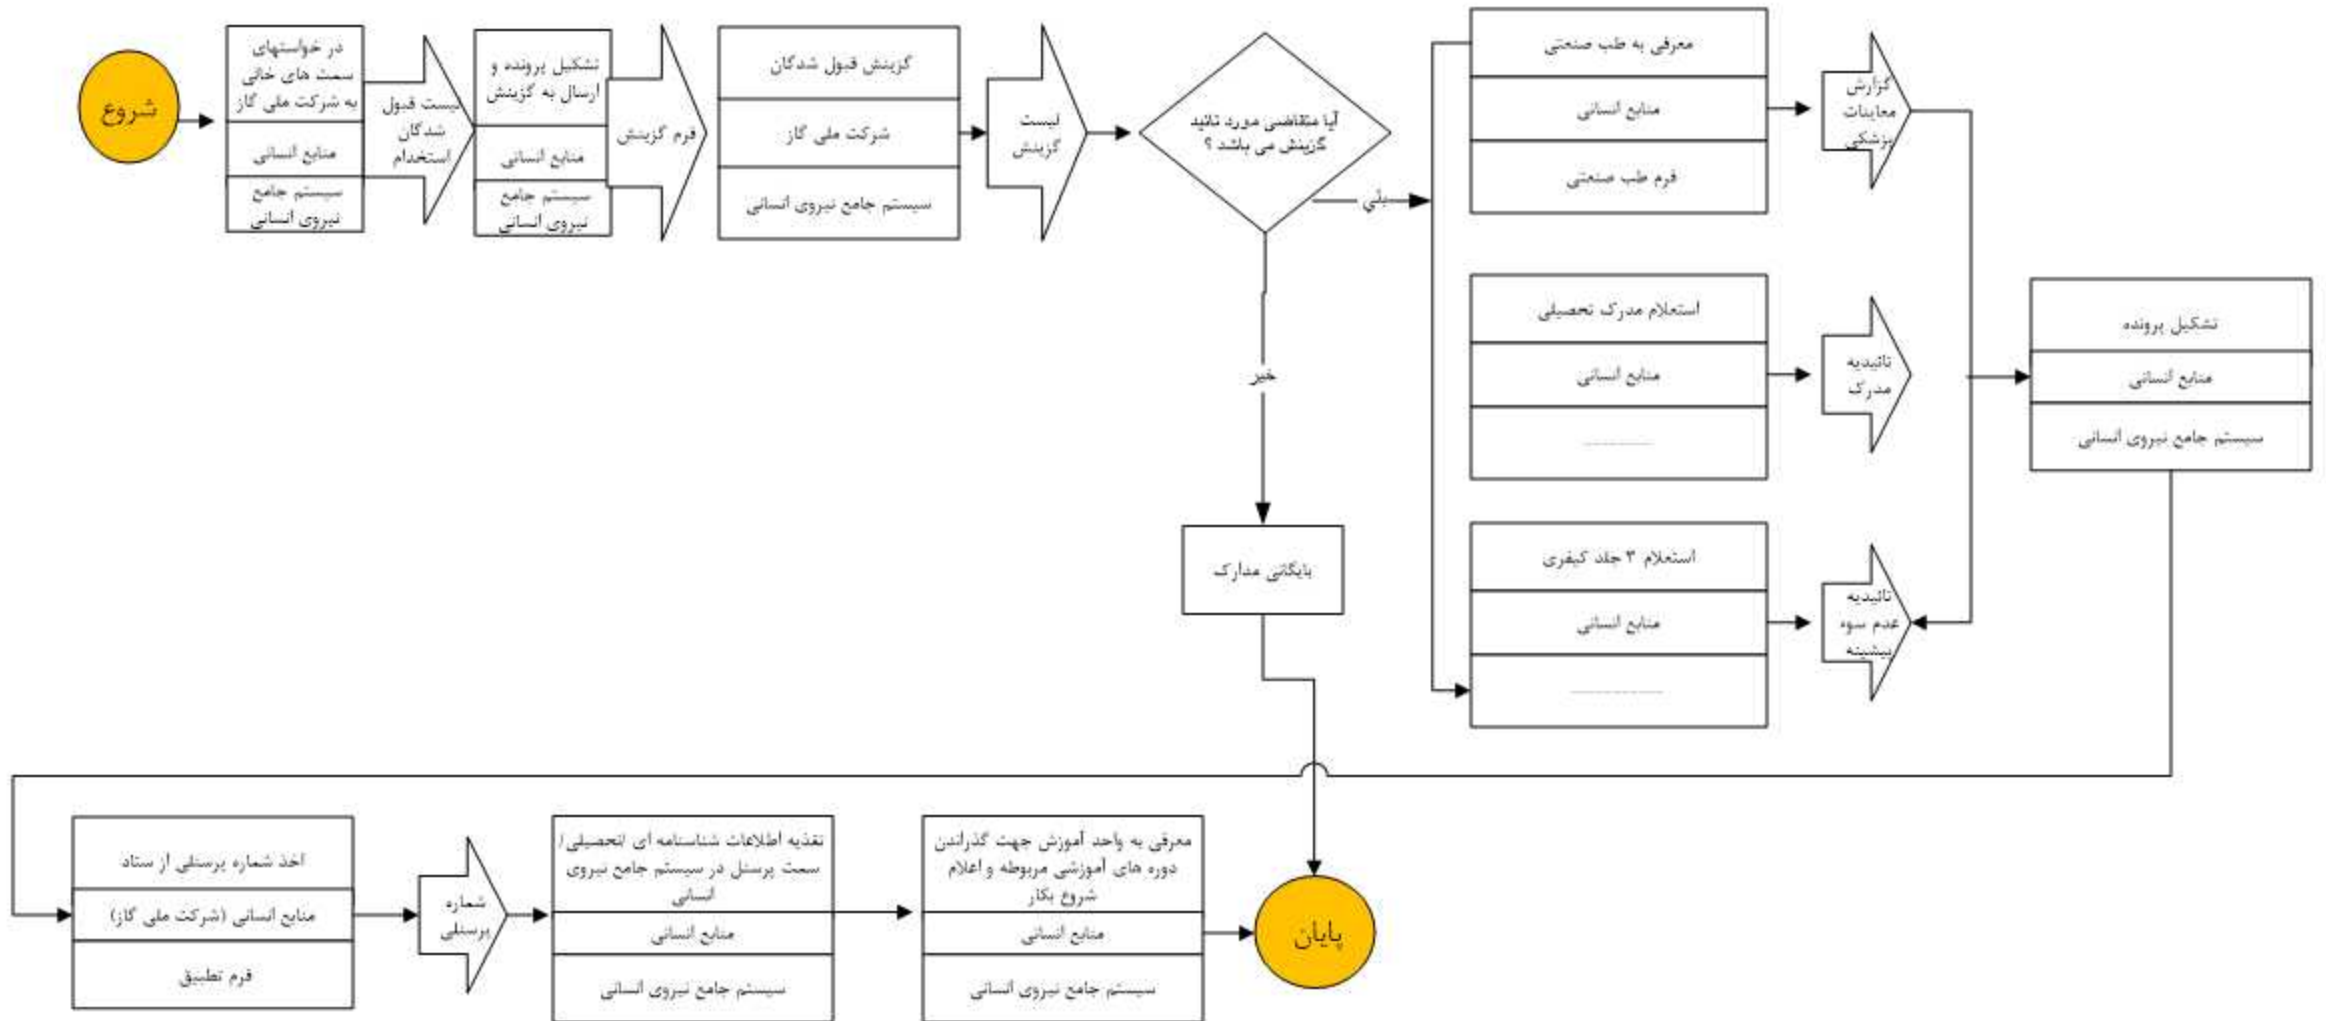 شروع
در خواستهای
سمت های خالی
به شرکت ملی گاز
منابع انسانی
سیستم جامع
نیروی انسانی
لیست قبول
شدگان
استخدام
تشکیل پرونده و
ارسال به گزینش
منابع انسانی
سیستم جامع
نیروی انسانی
فرم گزینش
گزینش قبول شدگان
شرکت ملی گاز
سیستم جامع نیروی انسانی
لیست
گزینش
آیا متقاضی مورد تائید
گزینش می باشد ؟
بلي
خیر
بایگانی مدارک
معرفی به طب صنعتی
منابع انسانی
فرم طب صنعتی
گزارش
معاینات
پزشکی
استعلام مدرک تحصیلی
منابع انسانی
تائیدیه
مدرک
استعلام ۳ جلد کیفری
منابع انسانی
تائیدیه
عدم سوء
پیشینه
تشکیل پرونده
منابع انسانی
سیستم جامع نیروی انسانی
اخذ شماره پرسنلی از ستاد
منابع انسانی (شرکت ملی گاز)
فرم تطبیق
شماره
پرسنلی
تغذیه اطلاعات شناسنامه ای /تحصیلی/
سمت پرسنل در سیستم جامع نیروی
انسانی
منابع انسانی
سیستم جامع نیروی انسانی
معرفی به واحد آموزش جهت گذراندن
دوره های آموزشی مربوطه و اعلام
شروع بکار
منابع انسانی
سیستم جامع نیروی انسانی
پایان